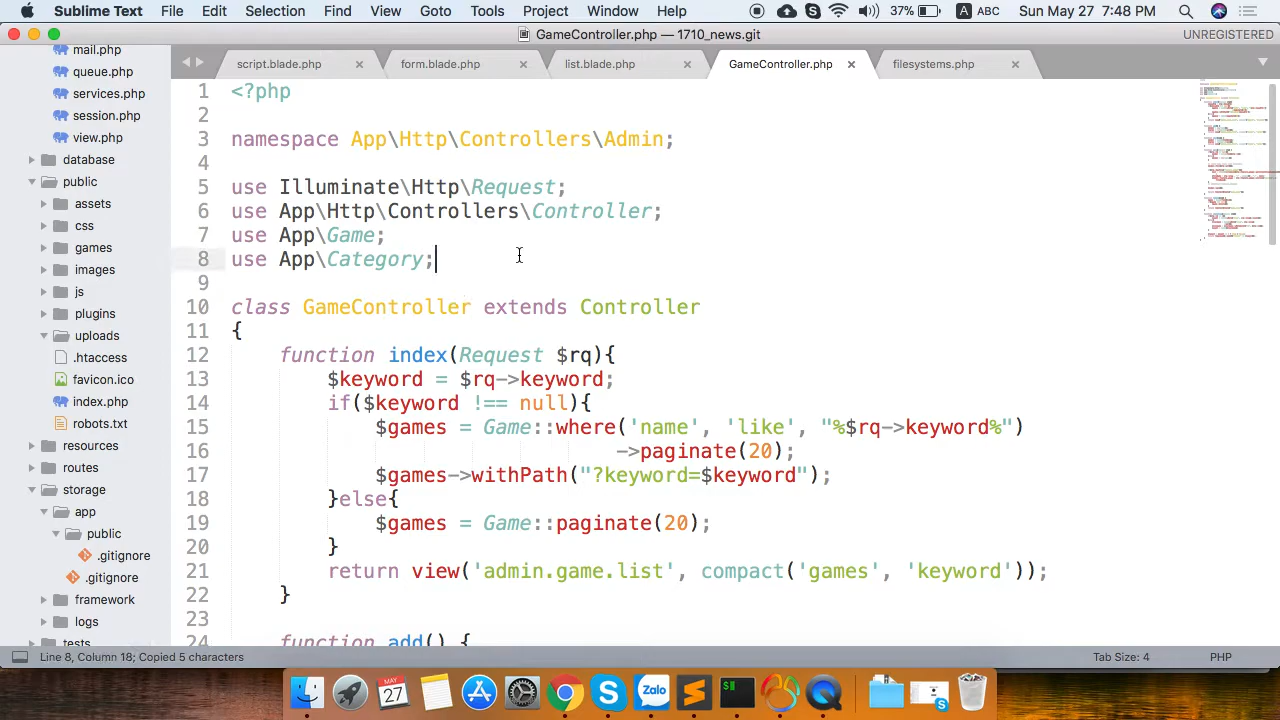 Sublime Text File Edit Selection Find View Goto Tools Project Window Help 37% A ABC Sun May 27 7:48 PM
GameController.php — 1710_news.git UNREGISTERED
script.blade.php form.blade.php list.blade.php GameController.php filesystems.php
mail.php
queue.php
services.php
session.php
view.php
database
public
assets
css
games
images
js
plugins
uploads
.htaccess
favicon.ico
index.php
robots.txt
resources
routes
storage
app
public
.gitignore
.gitignore
framework
logs
tests
1 <?php
2
3 namespace App\Http\Controllers\Admin;
4
5 use Illuminate\Http\Request;
6 use App\Http\Controllers\Controller;
7 use App\Game;
8 use App\Category;
9
10 class GameController extends Controller
11 {
12 function index(Request $rq){
13 $keyword = $rq->keyword;
14 if($keyword !== null){
15 $games = Game::where('name', 'like', "%$rq->keyword%")
16 ->paginate(20);
17 $games->withPath("?keyword=$keyword");
18 }else{
19 $games = Game::paginate(20);
20 }
21 return view('admin.game.list', compact('games', 'keyword'));
22 }
23
24 function add() {
Line 8, Column 18; Copied 5 characters Tab Size: 4 PHP
MAY
27
Zalo